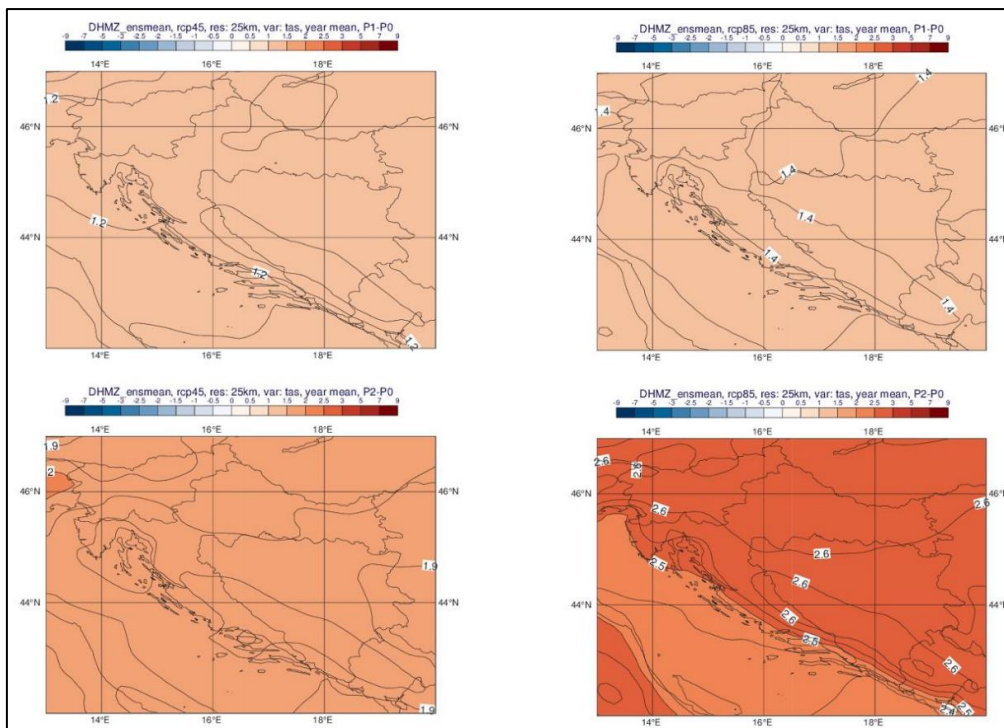 DHMZ_ensmean, rcp45, res: 25km, var: tas, year mean, P1-P0
-9 -7 -5 -3 -2.5 -2 -1.5 -1 -0.5 0 0.5 1 1.5 2 2.5 3 5 7 9
14°E 16°E 18°E
1.2
46°N
1.2
44°N
1.2
1.2
14°E 16°E 18°E
DHMZ_ensmean, rcp85, res: 25km, var: tas, year mean, P1-P0
-9 -7 -5 -3 -2.5 -2 -1.5 -1 -0.5 0 0.5 1 1.5 2 2.5 3 5 7 9
14°E 16°E 18°E
1.4
1.4
46°N
1.4
1.4
1.4
44°N
1.4
1.4
14°E 16°E 18°E
DHMZ_ensmean, rcp45, res: 25km, var: tas, year mean, P2-P0
-9 -7 -5 -3 -2.5 -2 -1.5 -1 -0.5 0 0.5 1 1.5 2 2.5 3 5 7 9
14°E 16°E 18°E
1.9
2
46°N
1.9
44°N
1.9
14°E 16°E 18°E
DHMZ_ensmean, rcp85, res: 25km, var: tas, year mean, P2-P0
-9 -7 -5 -3 -2.5 -2 -1.5 -1 -0.5 0 0.5 1 1.5 2 2.5 3 5 7 9
14°E 16°E 18°E
2.6
46°N
2.6
2.6
2.6
2.5
2.6
44°N
2.6
2.5
2.6
2.5
2.4
14°E 16°E 18°E